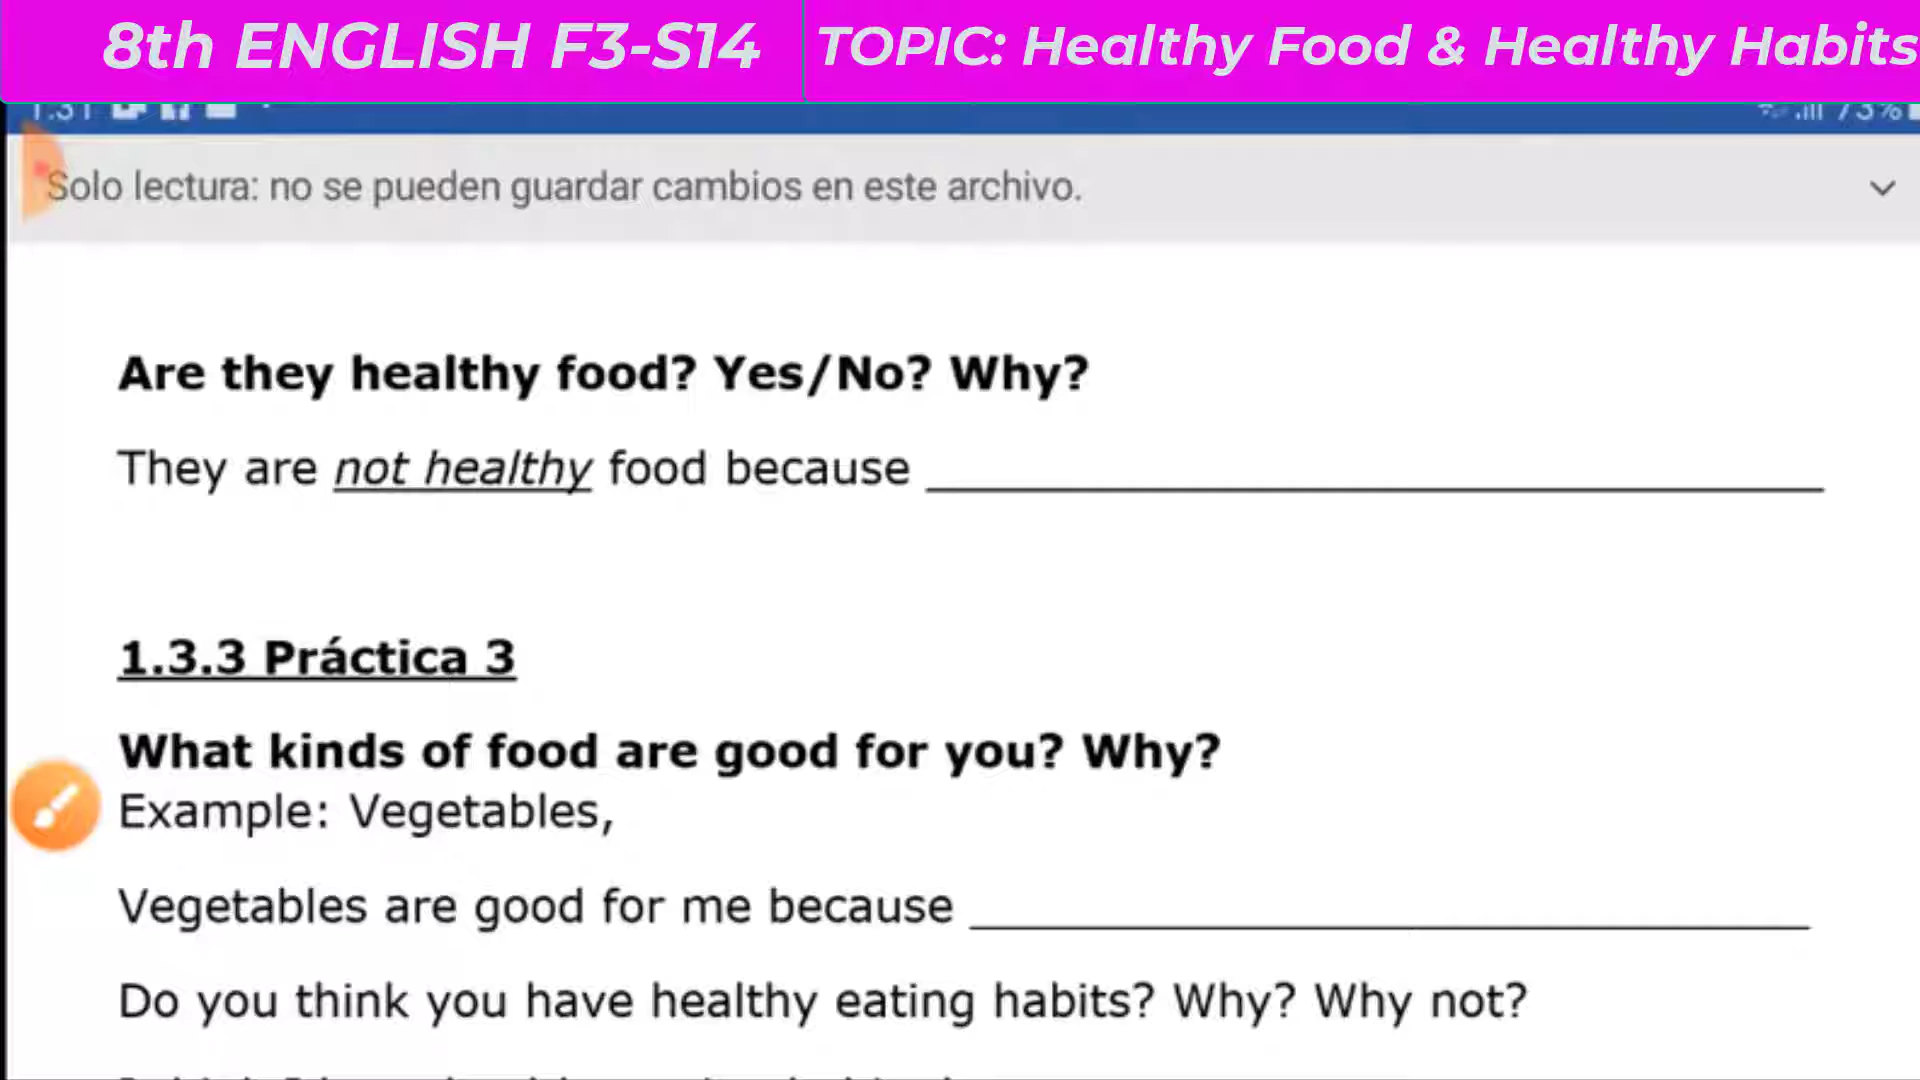 8th ENGLISH F3-S14 TOPIC: Healthy Food & Healthy Habits
1:31 73%
Solo lectura: no se pueden guardar cambios en este archivo.
Are they healthy food? Yes/No? Why?
They are not healthy food because
1.3.3 Práctica 3
What kinds of food are good for you? Why?
Example: Vegetables,
Vegetables are good for me because
Do you think you have healthy eating habits? Why? Why not?